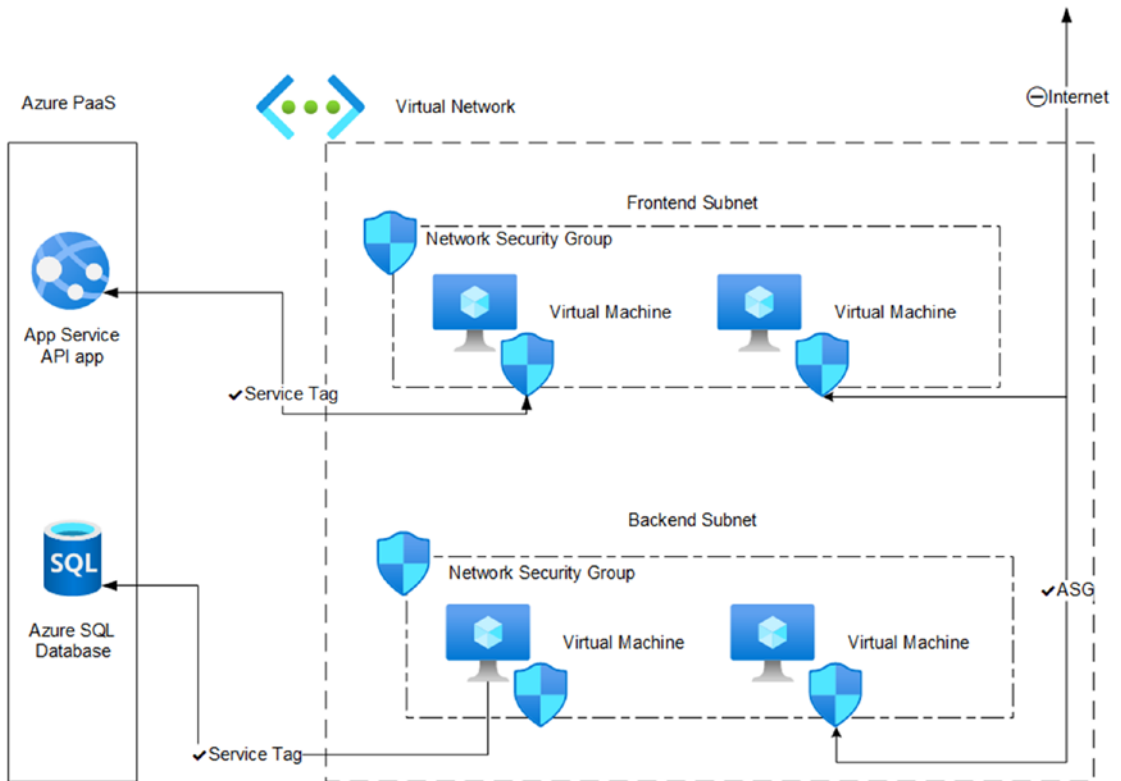 Azure PaaS
Virtual Network
Internet
Frontend Subnet
Network Security Group
Virtual Machine
Virtual Machine
App Service
API app
✔Service Tag
Backend Subnet
Network Security Group
SQL
✔ASG
Azure SQL
Database
Virtual Machine
Virtual Machine
✔Service Tag